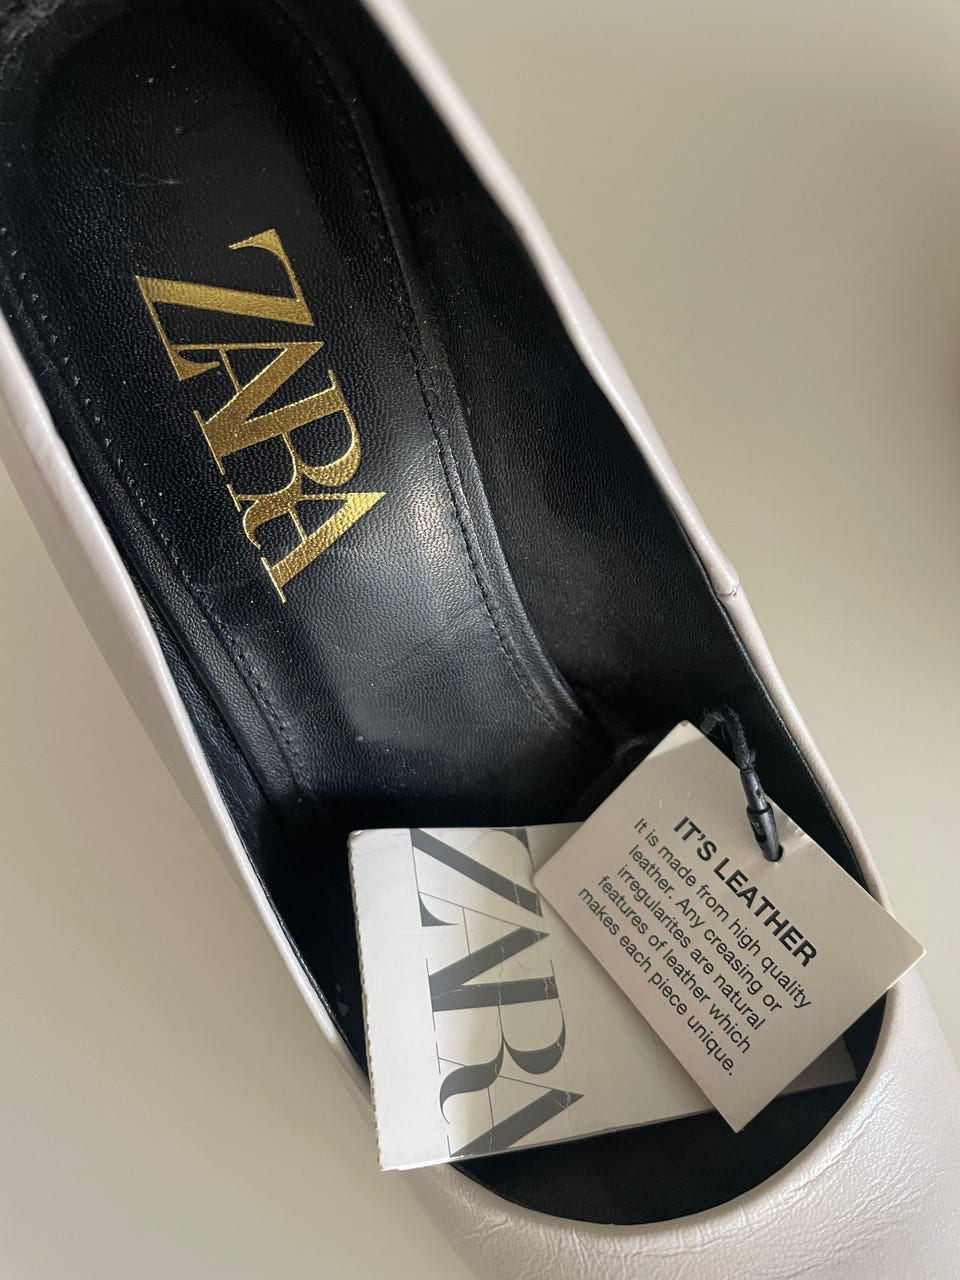 ZARA
ZARA
IT'S LEATHER
It is made from high quality
leather. Any creasing or
irregularites are natural
features of leather which
makes each piece unique.